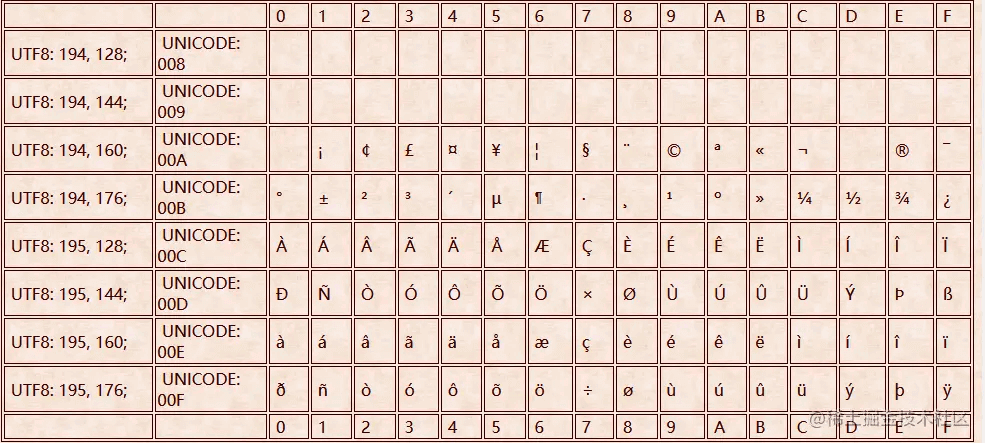 0 1 2 3 4 5 6 7 8 9 A B C D E F
UTF8: 194, 128; UNICODE: 008
UTF8: 194, 144; UNICODE: 009
UTF8: 194, 160; UNICODE: 00A ¡ ¢ £ ¤ ¥ ¦ § ¨ © ª « ¬ ® ¯
UTF8: 194, 176; UNICODE: 00B ° ± ² ³ ´ µ ¶ · ¸ ¹ º » ¼ ½ ¾ ¿
UTF8: 195, 128; UNICODE: 00C À Á Â Ã Ä Å Æ Ç È É Ê Ë Ì Í Î Ï
UTF8: 195, 144; UNICODE: 00D Ð Ñ Ò Ó Ô Õ Ö × Ø Ù Ú Û Ü Ý Þ ß
UTF8: 195, 160; UNICODE: 00E à á â ã ä å æ ç è é ê ë ì í î ï
UTF8: 195, 176; UNICODE: 00F ð ñ ò ó ô õ ö ÷ ø ù ú û ü ý þ ÿ
0 1 2 3 4 5 6 7 8 9 A B C D E F
@稀土掘金技术社区